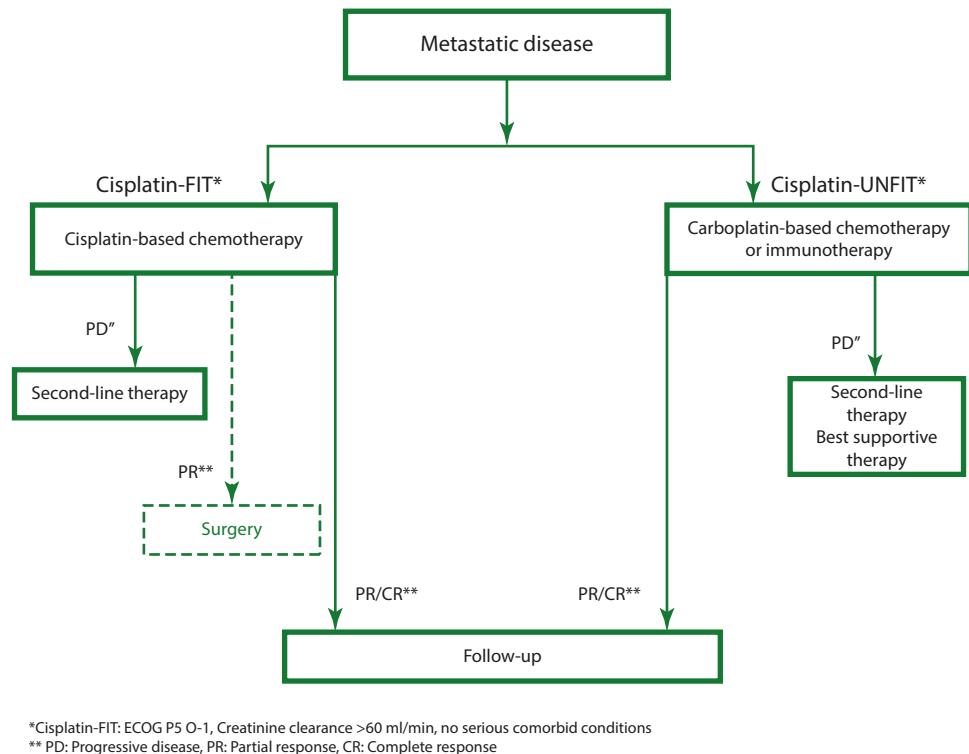 Metastatic disease
Cisplatin-FIT*
Cisplatin-UNFIT*
Cisplatin-based chemotherapy
Carboplatin-based chemotherapy
or immunotherapy
PD”
PD”
Second-line therapy
Second-line
therapy
Best supportive
therapy
PR**
Surgery
PR/CR**
PR/CR**
Follow-up
*Cisplatin-FIT: ECOG P5 O-1, Creatinine clearance >60 ml/min, no serious comorbid conditions
** PD: Progressive disease, PR: Partial response, CR: Complete response